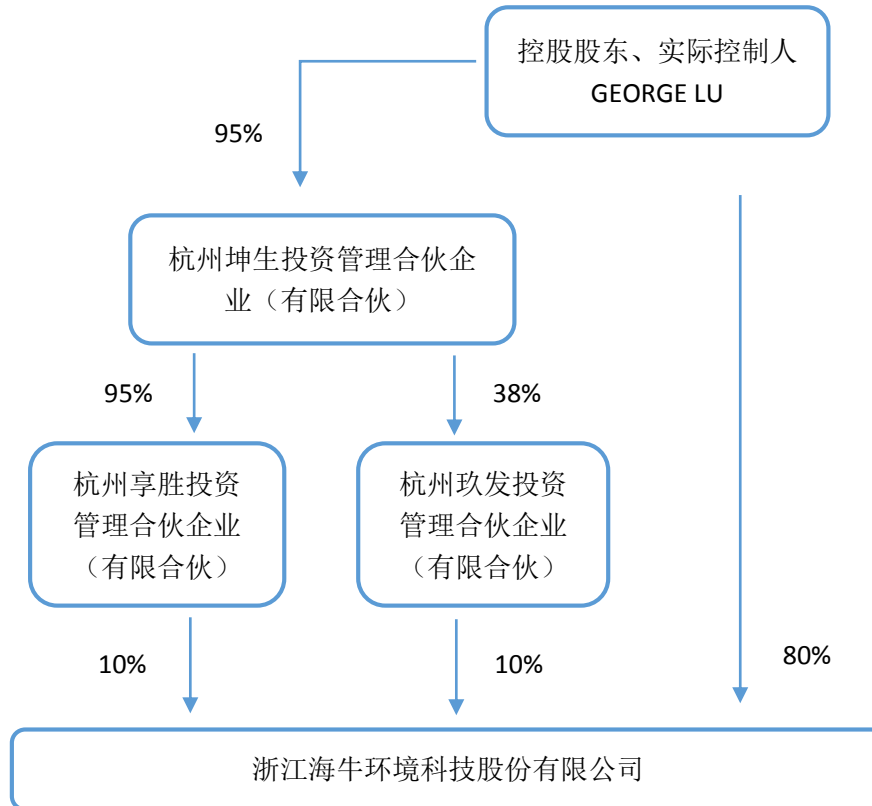 控股股东、实际控制人
GEORGE LU
95%
杭州坤生投资管理合伙企
业（有限合伙）
95%
38%
杭州享胜投资
管理合伙企业
（有限合伙）
杭州玖发投资
管理合伙企业
（有限合伙）
10%
10%
80%
浙江海牛环境科技股份有限公司